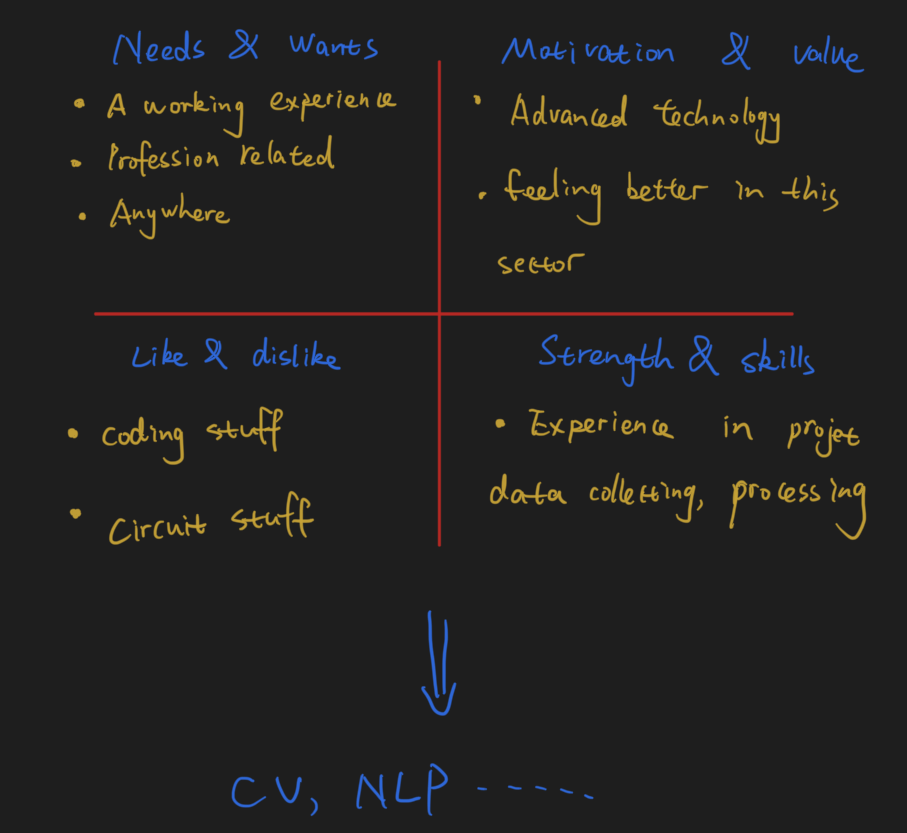 Needs & Wants
• A working experience
• Profession related
• Anywhere
Motivation & value
• Advanced technology
• feeling better in this
sector
Like & dislike
• coding stuff
• Circuit stuff
Strength & skills
• Experience in projet
data colletting, processing
CV, NLP ------